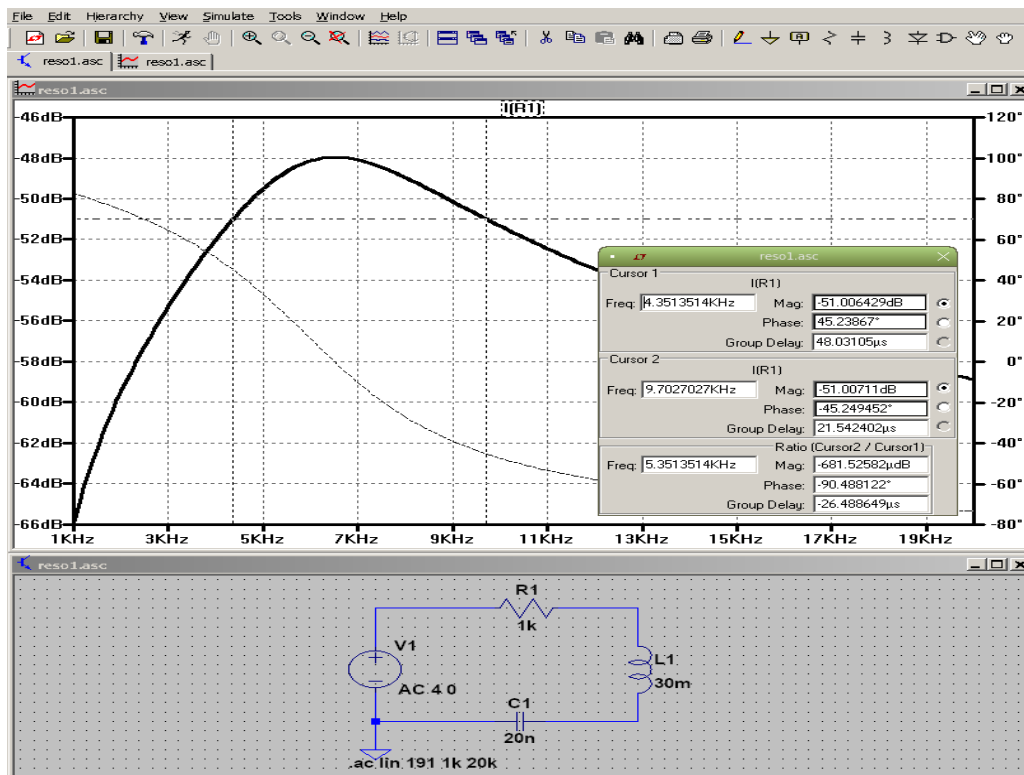 File Edit Hierarchy View Simulate Tools Window Help
reso1.asc reso1.asc
reso1.asc
I(R1)
-46dB
-48dB
-50dB
-52dB
-54dB
-56dB
-58dB
-60dB
-62dB
-64dB
-66dB
120°
100°
80°
60°
40°
20°
0°
-20°
-40°
-60°
-80°
1KHz 3KHz 5KHz 7KHz 9KHz 11KHz 13KHz 15KHz 17KHz 19KHz
reso1.asc
Cursor 1
I(R1)
Freq: 4.3513514KHz Mag: -51.006429dB
Phase: 45.23867°
Group Delay: 48.03105µs
Cursor 2
I(R1)
Freq: 9.7027027KHz Mag: -51.00711dB
Phase: -45.249452°
Group Delay: 21.542402µs
Ratio (Cursor2 / Cursor1)
Freq: 5.3513514KHz Mag: -681.52582µdB
Phase: -90.488122°
Group Delay: -26.488649µs
reso1.asc
R1
1k
V1
AC 4 0
L1
30m
C1
20n
.ac lin 191 1k 20k